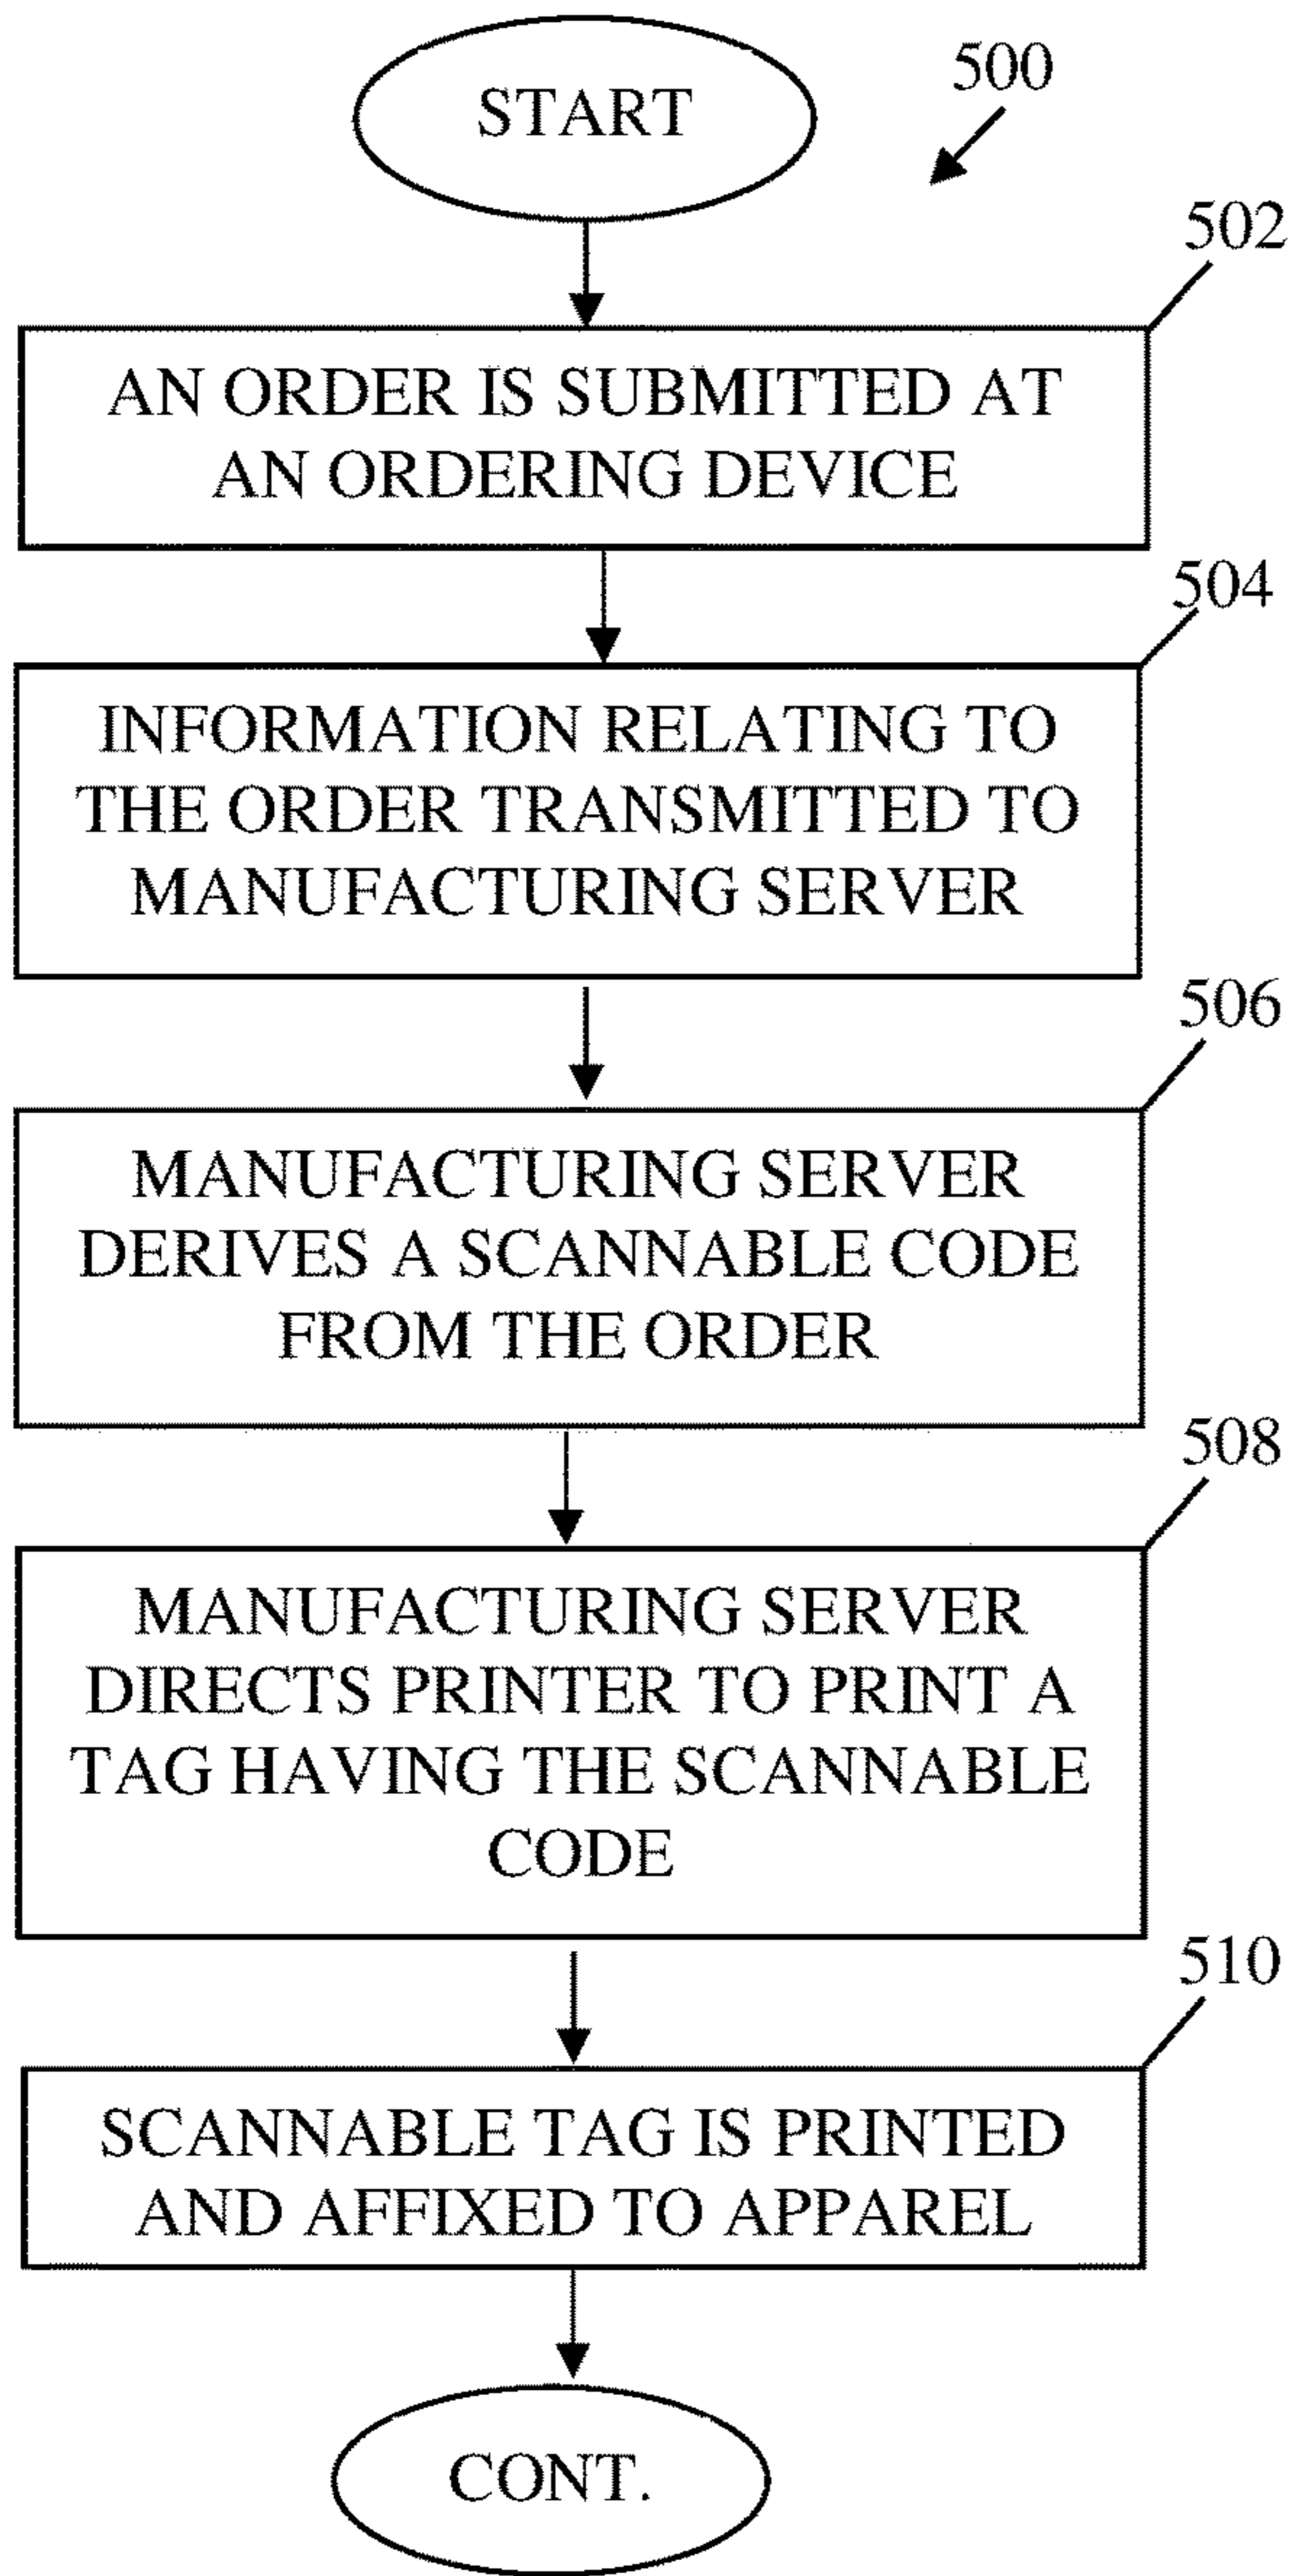 START
500
502
AN ORDER IS SUBMITTED AT
AN ORDERING DEVICE
504
INFORMATION RELATING TO
THE ORDER TRANSMITTED TO
MANUFACTURING SERVER
506
MANUFACTURING SERVER
DERIVES A SCANNABLE CODE
FROM THE ORDER
508
MANUFACTURING SERVER
DIRECTS PRINTER TO PRINT A
TAG HAVING THE SCANNABLE
CODE
510
SCANNABLE TAG IS PRINTED
AND AFFIXED TO APPAREL
CONT.